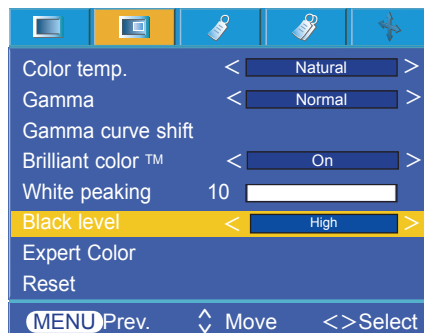 Color temp. < Natural >
Gamma < Normal >
Gamma curve shift
Brilliant color ™ < On >
White peaking 10
Black level < High >
Expert Color
Reset
MENU Prev. Move <>Select